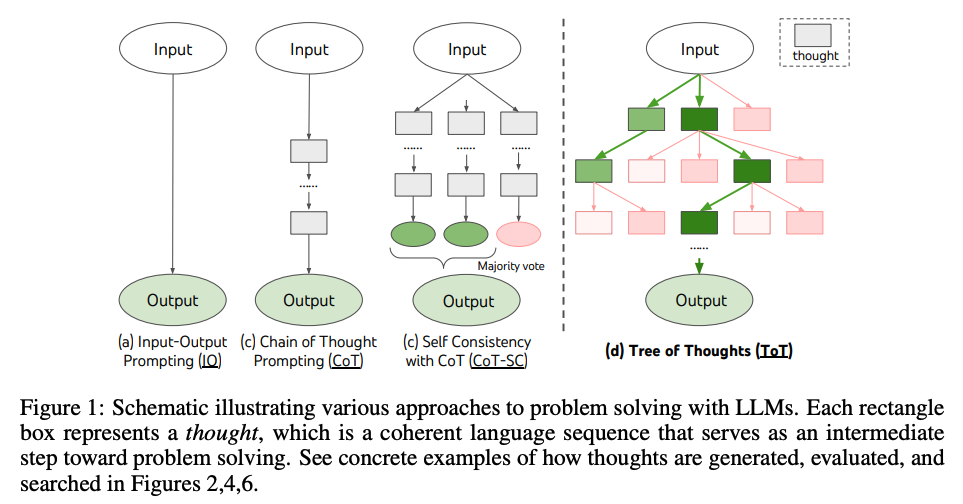 Input
Input
Input
Input
thought
......
......
......
......
......
Majority vote
Output
Output
Output
Output
(a) Input-Output
Prompting (IO)
(c) Chain of Thought
Prompting (CoT)
(c) Self Consistency
with CoT (CoT-SC)
(d) Tree of Thoughts (ToT)
Figure 1: Schematic illustrating various approaches to problem solving with LLMs. Each rectangle
box represents a thought, which is a coherent language sequence that serves as an intermediate
step toward problem solving. See concrete examples of how thoughts are generated, evaluated, and
searched in Figures 2,4,6.